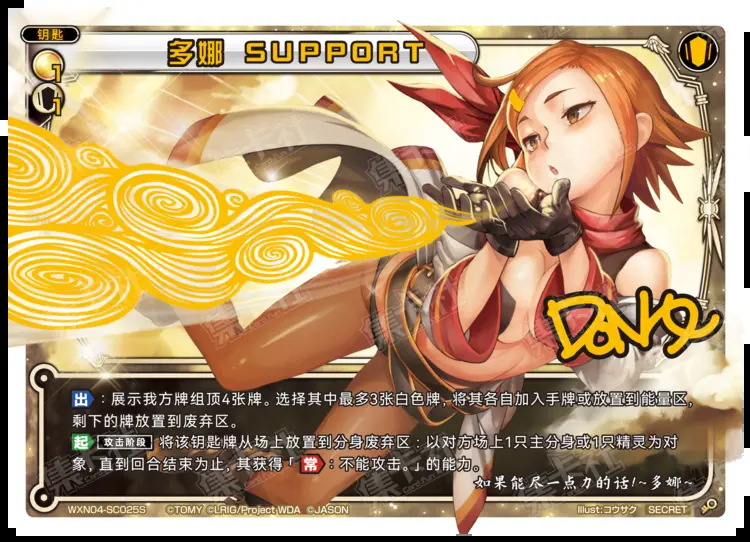 钥匙
多娜 SUPPORT
1
1
DONNA
出：展示我方牌组顶4张牌。选择其中最多3张白色牌，将其各自加入手牌或放置到能量区，
剩下的牌放置到废弃区。
起 攻击阶段 将该钥匙牌从场上放置到分身废弃区：以对方场上1只主分身或1只精灵为对
象，直到回合结束为止，其获得「常：不能攻击。」的能力。
如果能尽一点力的话!~多娜~
WXN04-SC025S ©TOMY ©LRIG/Project WDA ©JASON Illust:コウサク SECRET